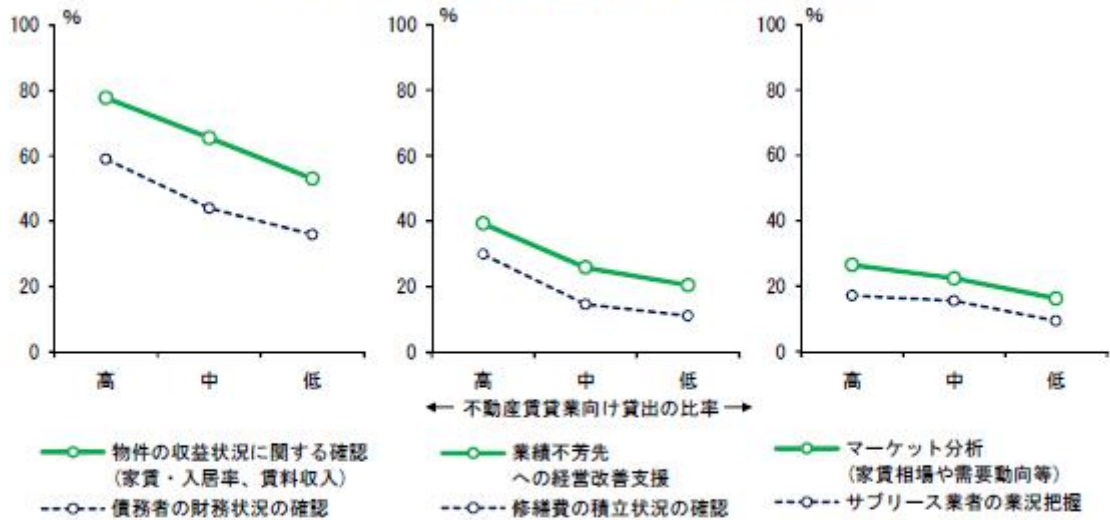 %
100
80
60
40
20
0
高 中 低
%
100
80
60
40
20
0
高 中 低
%
100
80
60
40
20
0
高 中 低
← 不動産賃貸業向け貸出の比率 →
物件の収益状況に関する確認
(家賃・入居率、賃料収入)
債務者の財務状況の確認
業績不芳先
への経営改善支援
修繕費の積立状況の確認
マーケット分析
(家賃相場や需要動向等)
サブリース業者の業況把握